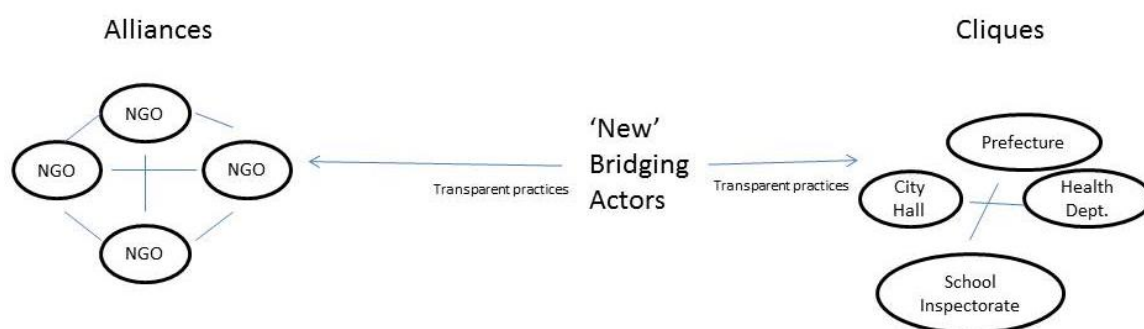 Alliances
NGO
NGO
NGO
NGO
'New'
Bridging
Actors
Transparent practices
Transparent practices
Cliques
Prefecture
City
Hall
Health
Dept.
School
Inspectorate